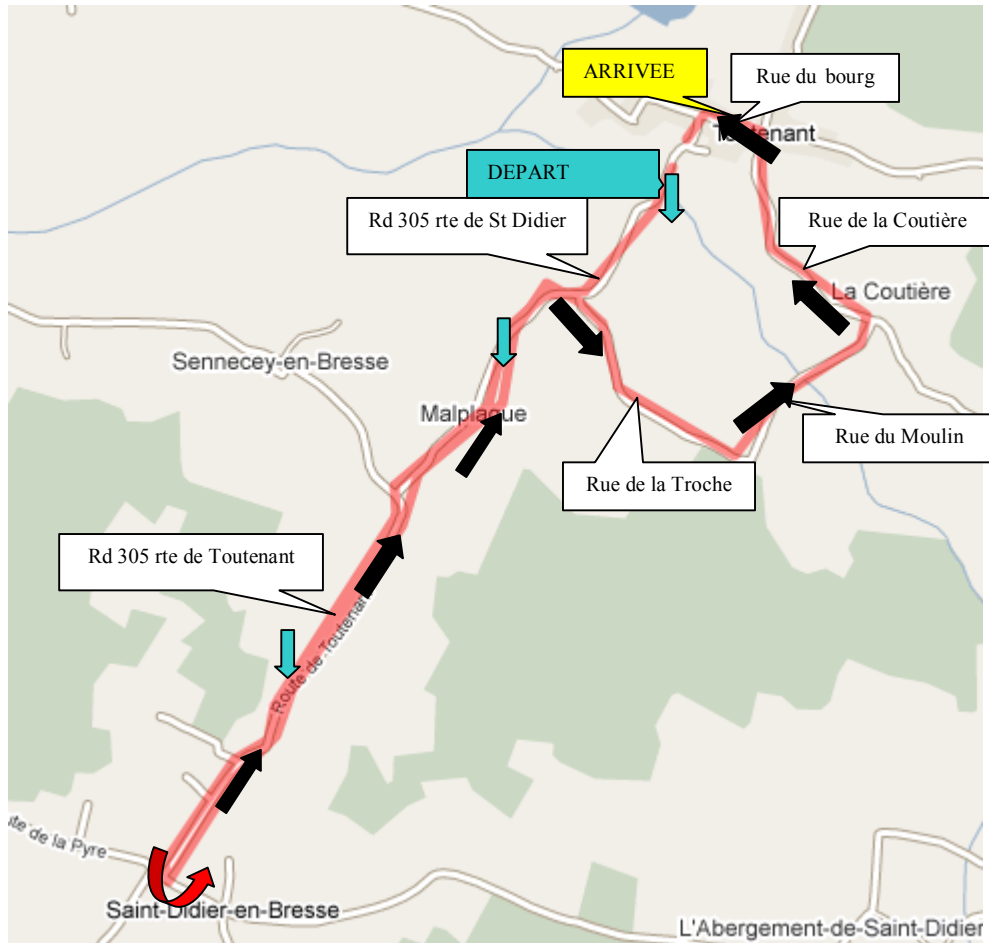 ARRIVEE
Rue du bourg
Toutenant
DEPART
Rd 305 rte de St Didier
Rue de la Coutière
La Coutière
Sennecey-en-Bresse
Malplaque
Rue du Moulin
Rue de la Troche
Rd 305 rte de Toutenant
Route de Toutenant
de la Pyre
Saint-Didier-en-Bresse
L'Abergement-de-Saint-Didier